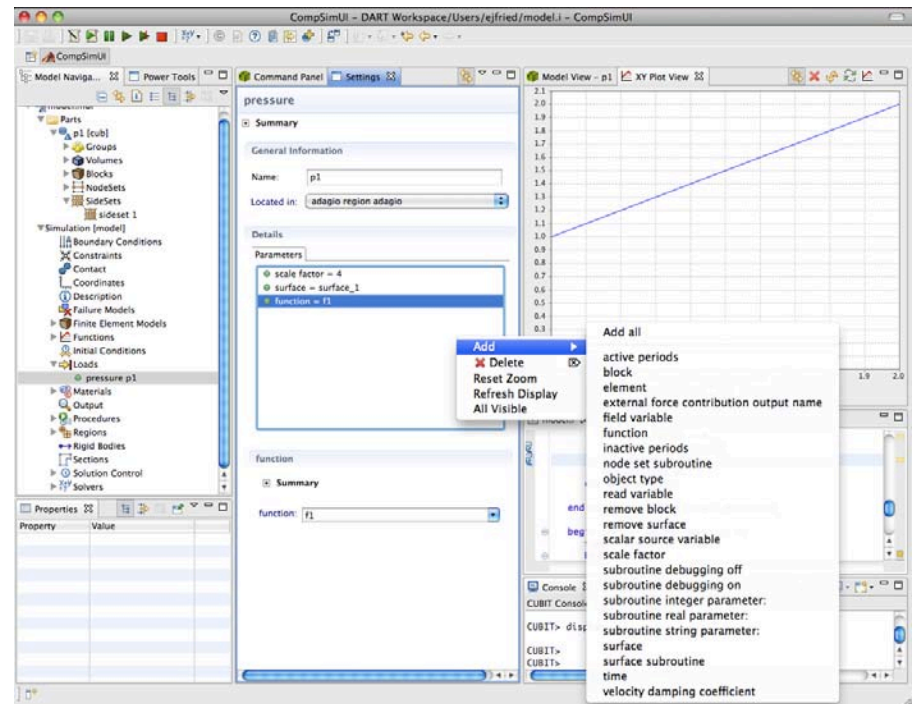 CompSimUI - DART Workspace/Users/ejfried/model.i - CompSimUI
CompSimUI
Model Naviga...
Power Tools
Parts
p1 [cub]
Groups
Volumes
Blocks
NodeSets
SideSets
sideset 1
Simulation [model]
Boundary Conditions
Constraints
Contact
Coordinates
Description
Failure Models
Finite Element Models
Functions
Initial Conditions
Loads
pressure p1
Materials
Output
Procedures
Regions
Rigid Bodies
Sections
Solution Control
Solvers
Properties
Property Value
Command Panel
Settings
pressure
Summary
General Information
Name: p1
Located in: adagio region adagio
Details
Parameters
scale factor = 4
surface = surface_1
function = f1
function
Summary
function: f1
Model View - p1
XY Plot View
2.1
2.0
1.9
1.8
1.7
1.6
1.5
1.4
1.3
1.2
1.1
1.0
0.9
0.8
0.7
0.6
0.5
0.4
0.3
1.9 2.0
Add
Delete
Reset Zoom
Refresh Display
All Visible
Add all
active periods
block
element
external force contribution output name
field variable
function
inactive periods
node set subroutine
object type
read variable
remove block
remove surface
scalar source variable
scale factor
subroutine debugging off
subroutine debugging on
subroutine integer parameter:
subroutine real parameter:
subroutine string parameter:
surface
surface subroutine
time
velocity damping coefficient
end
beg
Console
CUBIT Consol
CUBIT> disp
CUBIT>
CUBIT>